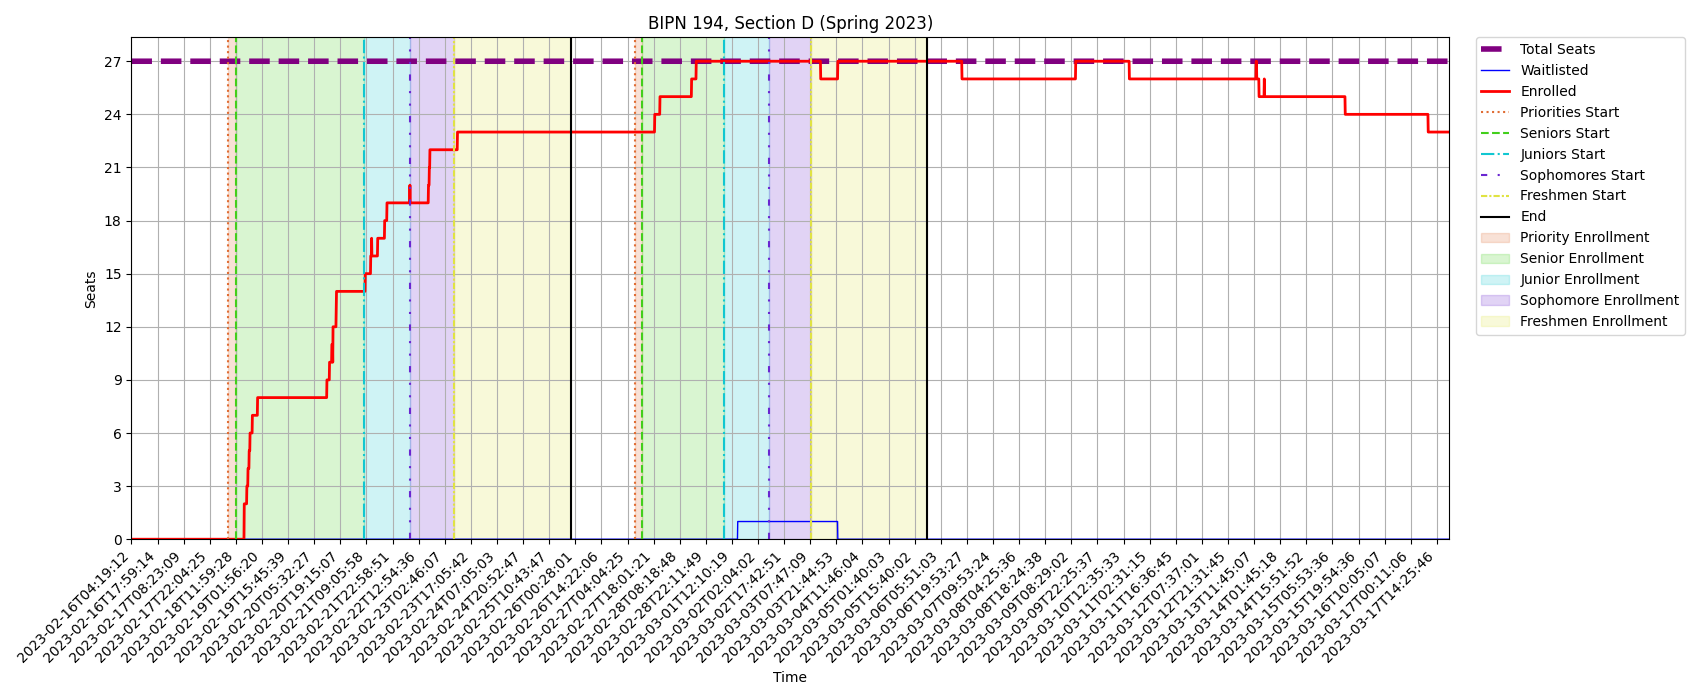 BIPN 194, Section D (Spring 2023)
Seats
27
24
21
18
15
12
9
6
3
0
2023-02-16T04:19:12
2023-02-16T17:59:14
2023-02-17T08:23:09
2023-02-17T22:04:25
2023-02-18T11:59:28
2023-02-19T01:56:20
2023-02-19T15:45:39
2023-02-20T05:32:27
2023-02-20T19:15:07
2023-02-21T09:05:58
2023-02-21T22:58:51
2023-02-22T12:54:36
2023-02-23T02:46:07
2023-02-23T17:05:42
2023-02-24T07:05:03
2023-02-24T20:52:47
2023-02-25T10:43:47
2023-02-26T00:28:01
2023-02-26T14:22:06
2023-02-27T04:04:25
2023-02-27T18:01:21
2023-02-28T08:18:48
2023-02-28T22:11:49
2023-03-01T12:10:19
2023-03-02T02:04:02
2023-03-02T17:42:51
2023-03-03T07:47:09
2023-03-03T21:44:53
2023-03-04T11:46:04
2023-03-05T01:40:03
2023-03-05T15:40:02
2023-03-06T05:51:03
2023-03-06T19:53:27
2023-03-07T09:53:24
2023-03-08T04:25:36
2023-03-08T18:24:38
2023-03-09T08:29:02
2023-03-09T22:25:37
2023-03-10T12:35:33
2023-03-11T02:31:15
2023-03-11T16:36:45
2023-03-12T07:37:01
2023-03-12T21:31:45
2023-03-13T11:45:07
2023-03-14T01:45:18
2023-03-14T15:51:52
2023-03-15T05:53:36
2023-03-15T19:54:36
2023-03-16T10:05:07
2023-03-17T00:11:06
2023-03-17T14:25:46
Time
Total Seats
Waitlisted
Enrolled
Priorities Start
Seniors Start
Juniors Start
Sophomores Start
Freshmen Start
End
Priority Enrollment
Senior Enrollment
Junior Enrollment
Sophomore Enrollment
Freshmen Enrollment